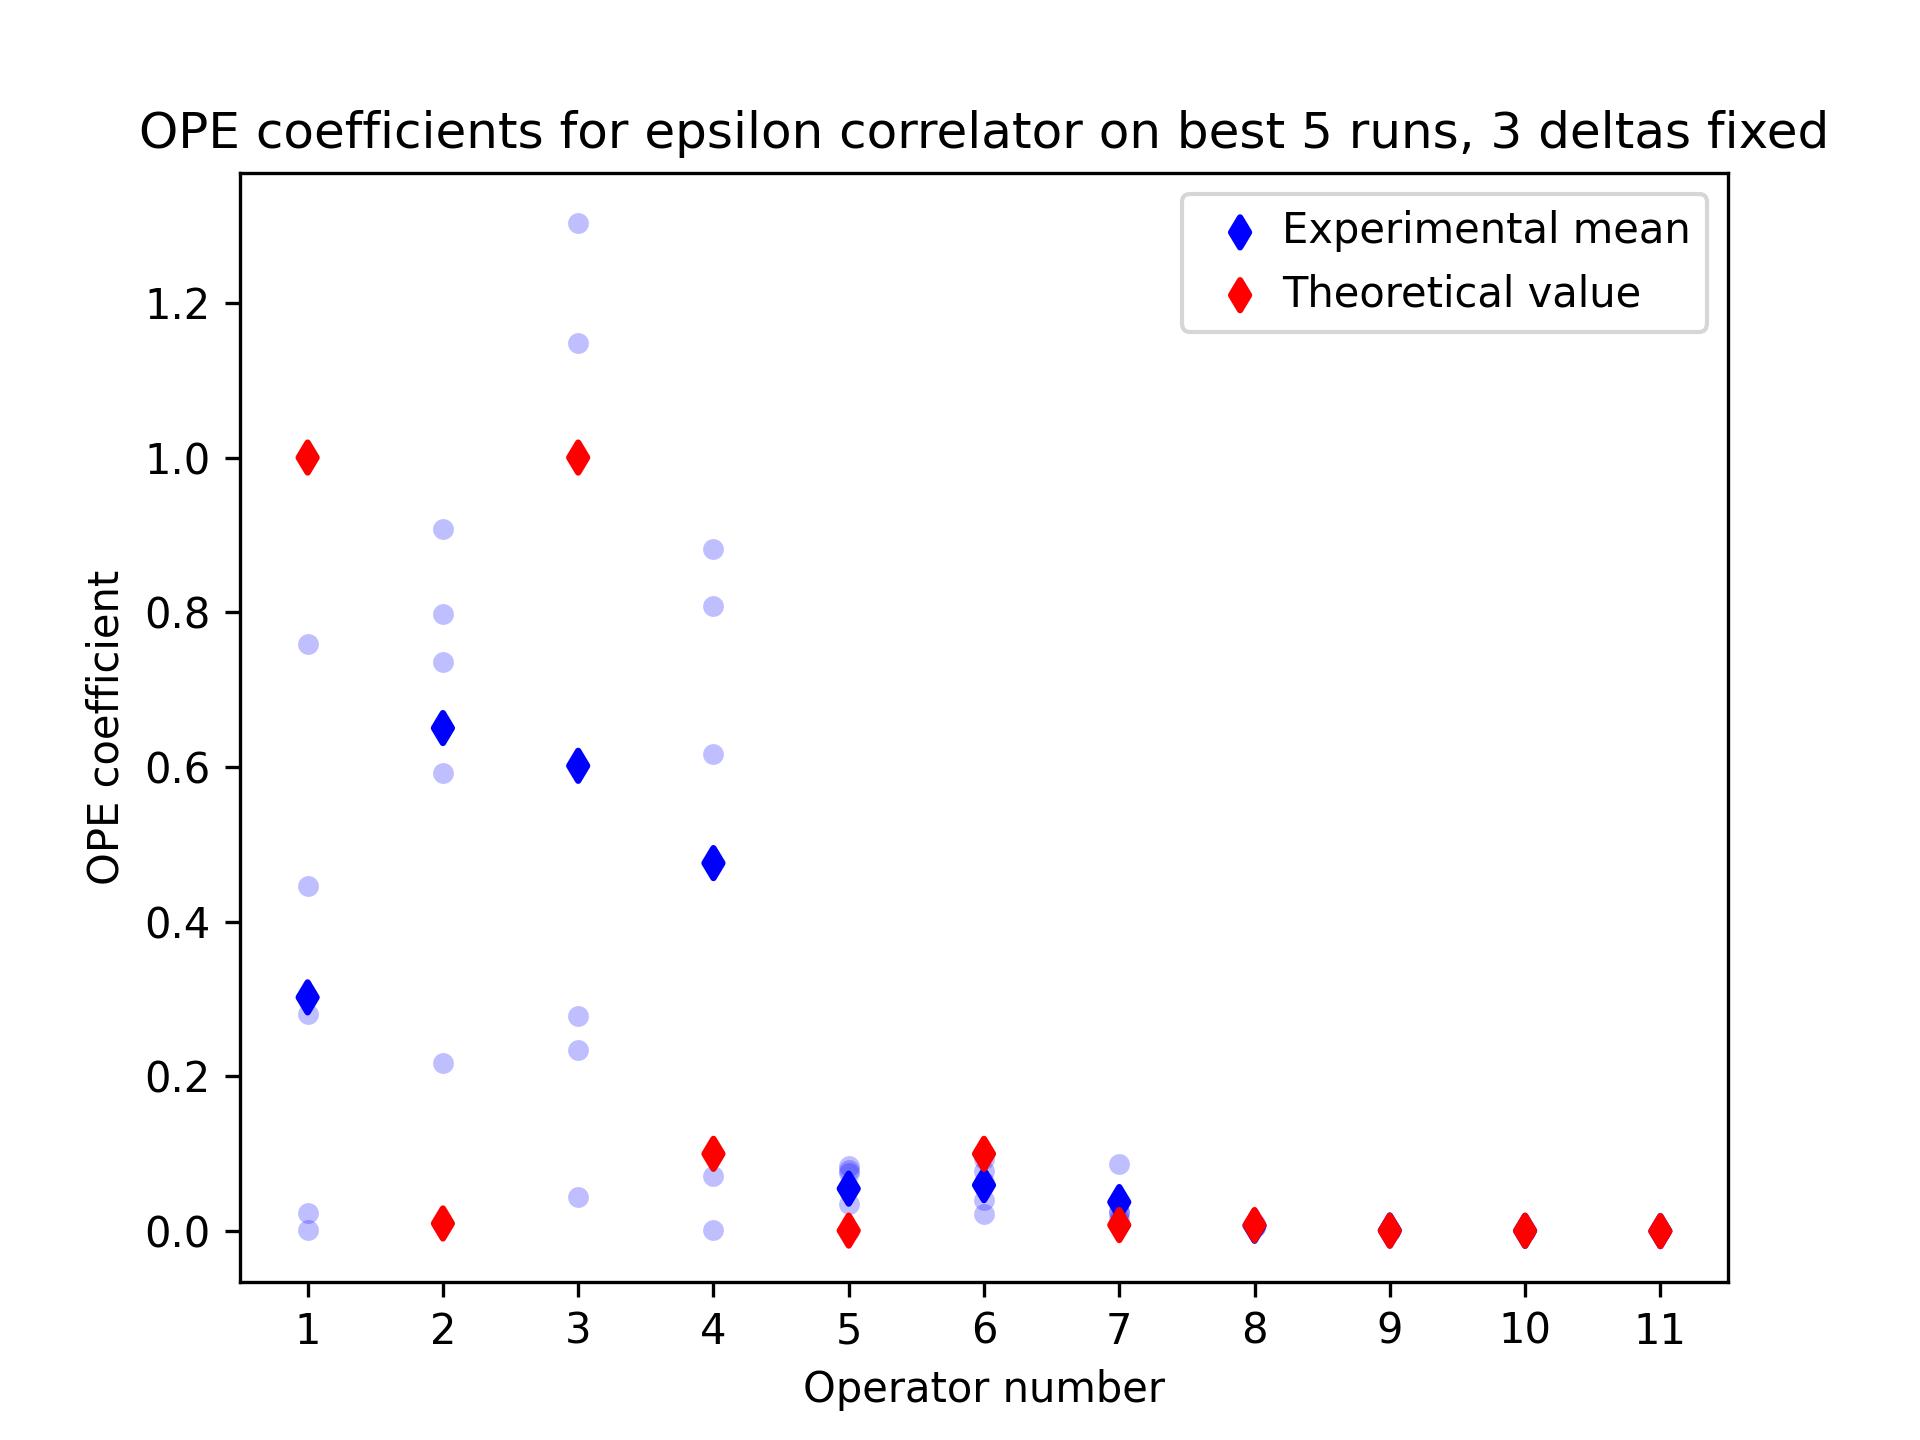 OPE coefficients for epsilon correlator on best 5 runs, 3 deltas fixed
Experimental mean
Theoretical value
OPE coefficient
1.2
1.0
0.8
0.6
0.4
0.2
0.0
1 2 3 4 5 6 7 8 9 10 11
Operator number